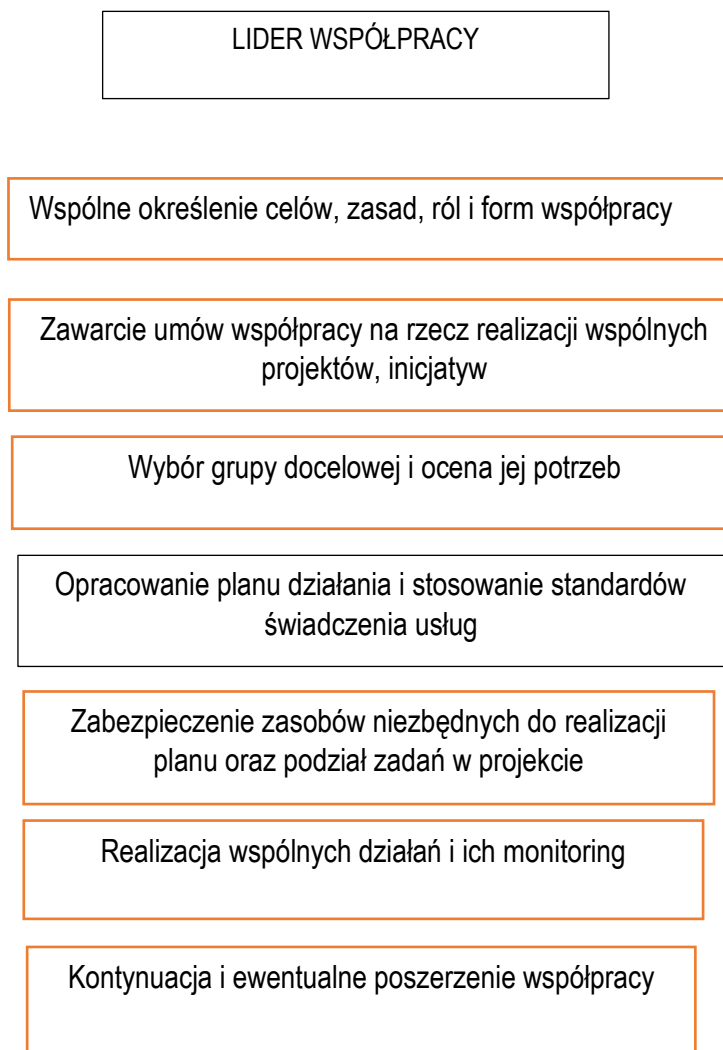 LIDER WSPÓŁPRACY
Wspólne określenie celów, zasad, ról i form współpracy
Zawarcie umów współpracy na rzecz realizacji wspólnych
projektów, inicjatyw
Wybór grupy docelowej i ocena jej potrzeb
Opracowanie planu działania i stosowanie standardów
świadczenia usług
Zabezpieczenie zasobów niezbędnych do realizacji
planu oraz podział zadań w projekcie
Realizacja wspólnych działań i ich monitoring
Kontynuacja i ewentualne poszerzenie współpracy